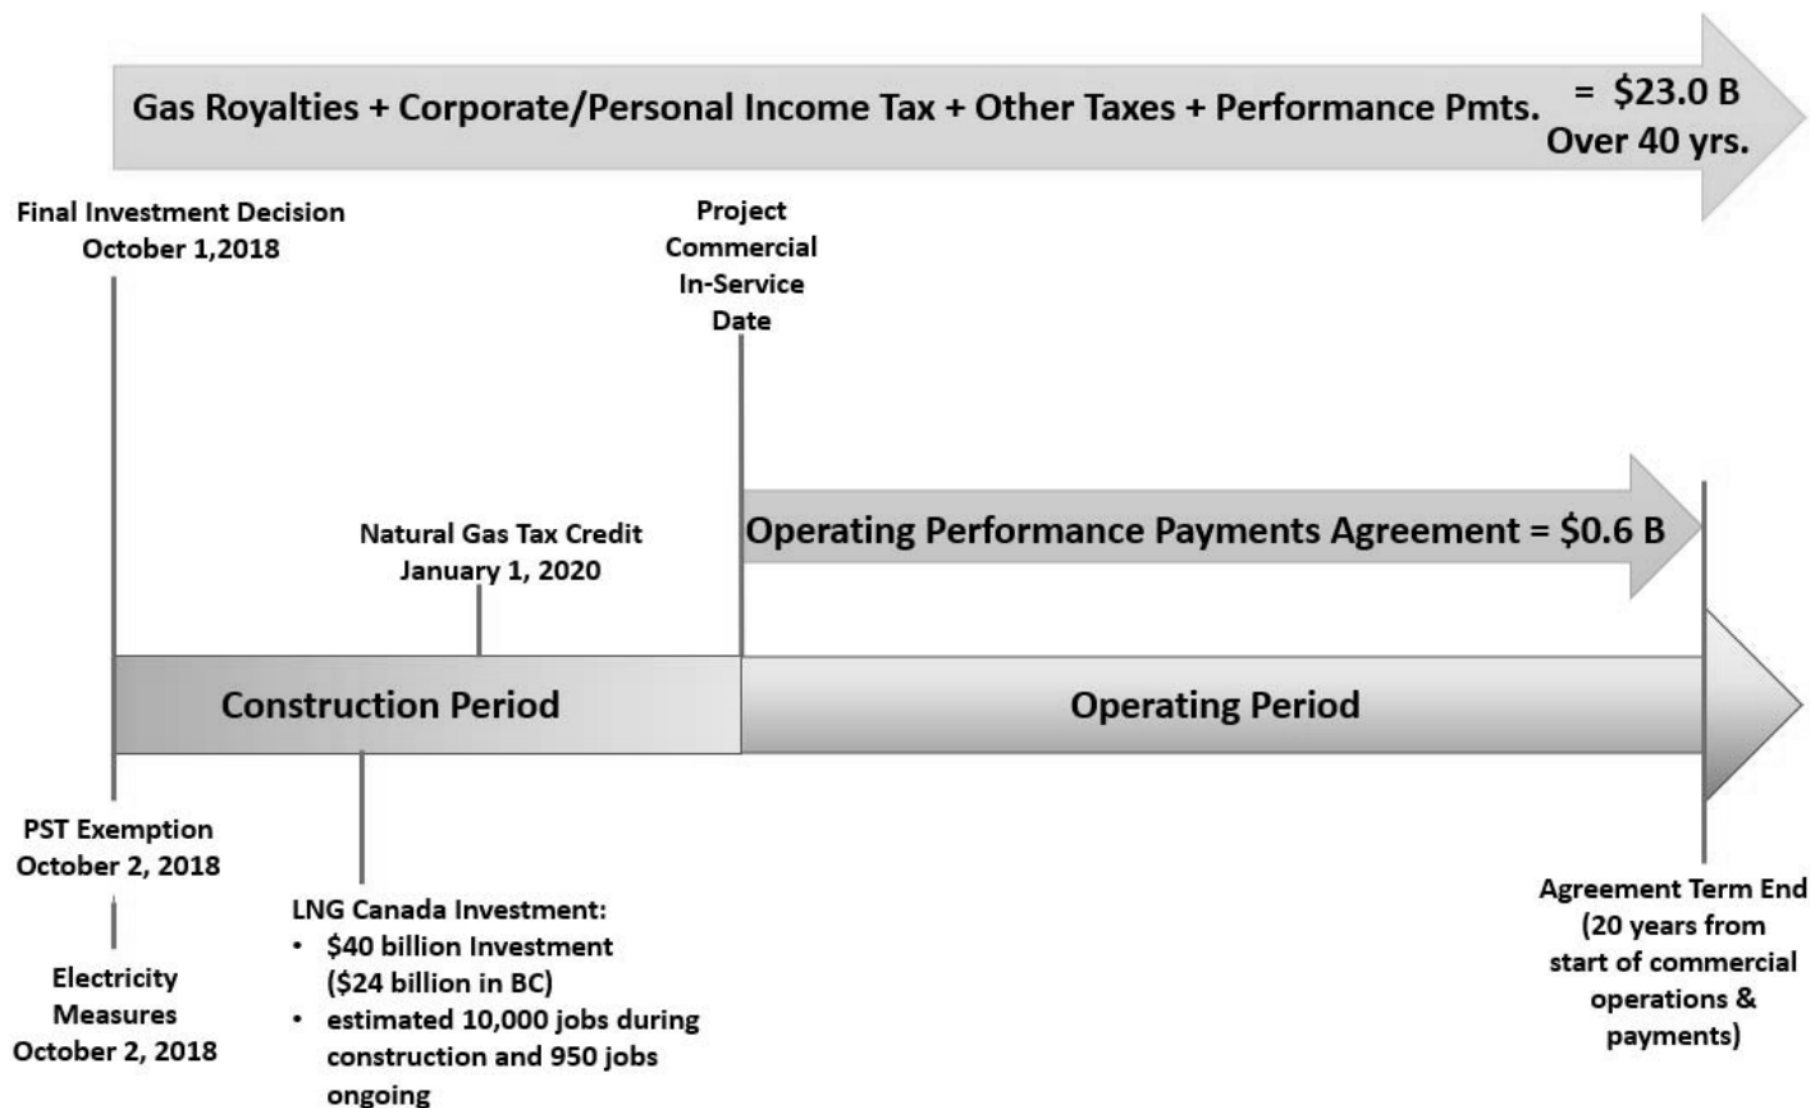 Gas Royalties + Corporate/Personal Income Tax + Other Taxes + Performance Pmts.
= $23.0 B
Over 40 yrs.
Final Investment Decision
October 1,2018
Project
Commercial
In-Service
Date
Natural Gas Tax Credit
January 1, 2020
Operating Performance Payments Agreement = $0.6 B
Construction Period
Operating Period
PST Exemption
October 2, 2018
Electricity
Measures
October 2, 2018
LNG Canada Investment:
• $40 billion Investment
($24 billion in BC)
• estimated 10,000 jobs during
construction and 950 jobs
ongoing
Agreement Term End
(20 years from
start of commercial
operations &
payments)